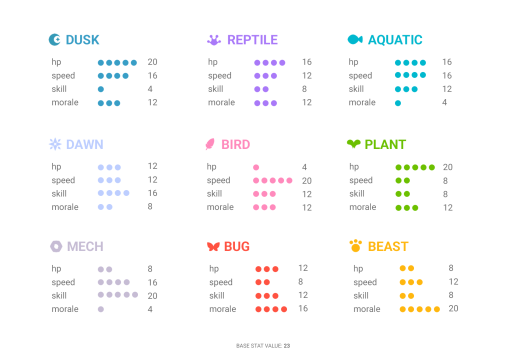 DUSK
hp 20
speed 16
skill 4
morale 12
REPTILE
hp 16
speed 12
skill 8
morale 12
AQUATIC
hp 16
speed 16
skill 12
morale 4
DAWN
hp 12
speed 12
skill 16
morale 8
BIRD
hp 4
speed 20
skill 12
morale 12
PLANT
hp 20
speed 8
skill 8
morale 12
MECH
hp 8
speed 16
skill 20
morale 4
BUG
hp 12
speed 8
skill 12
morale 16
BEAST
hp 8
speed 12
skill 8
morale 20
BASE STAT VALUE: 23